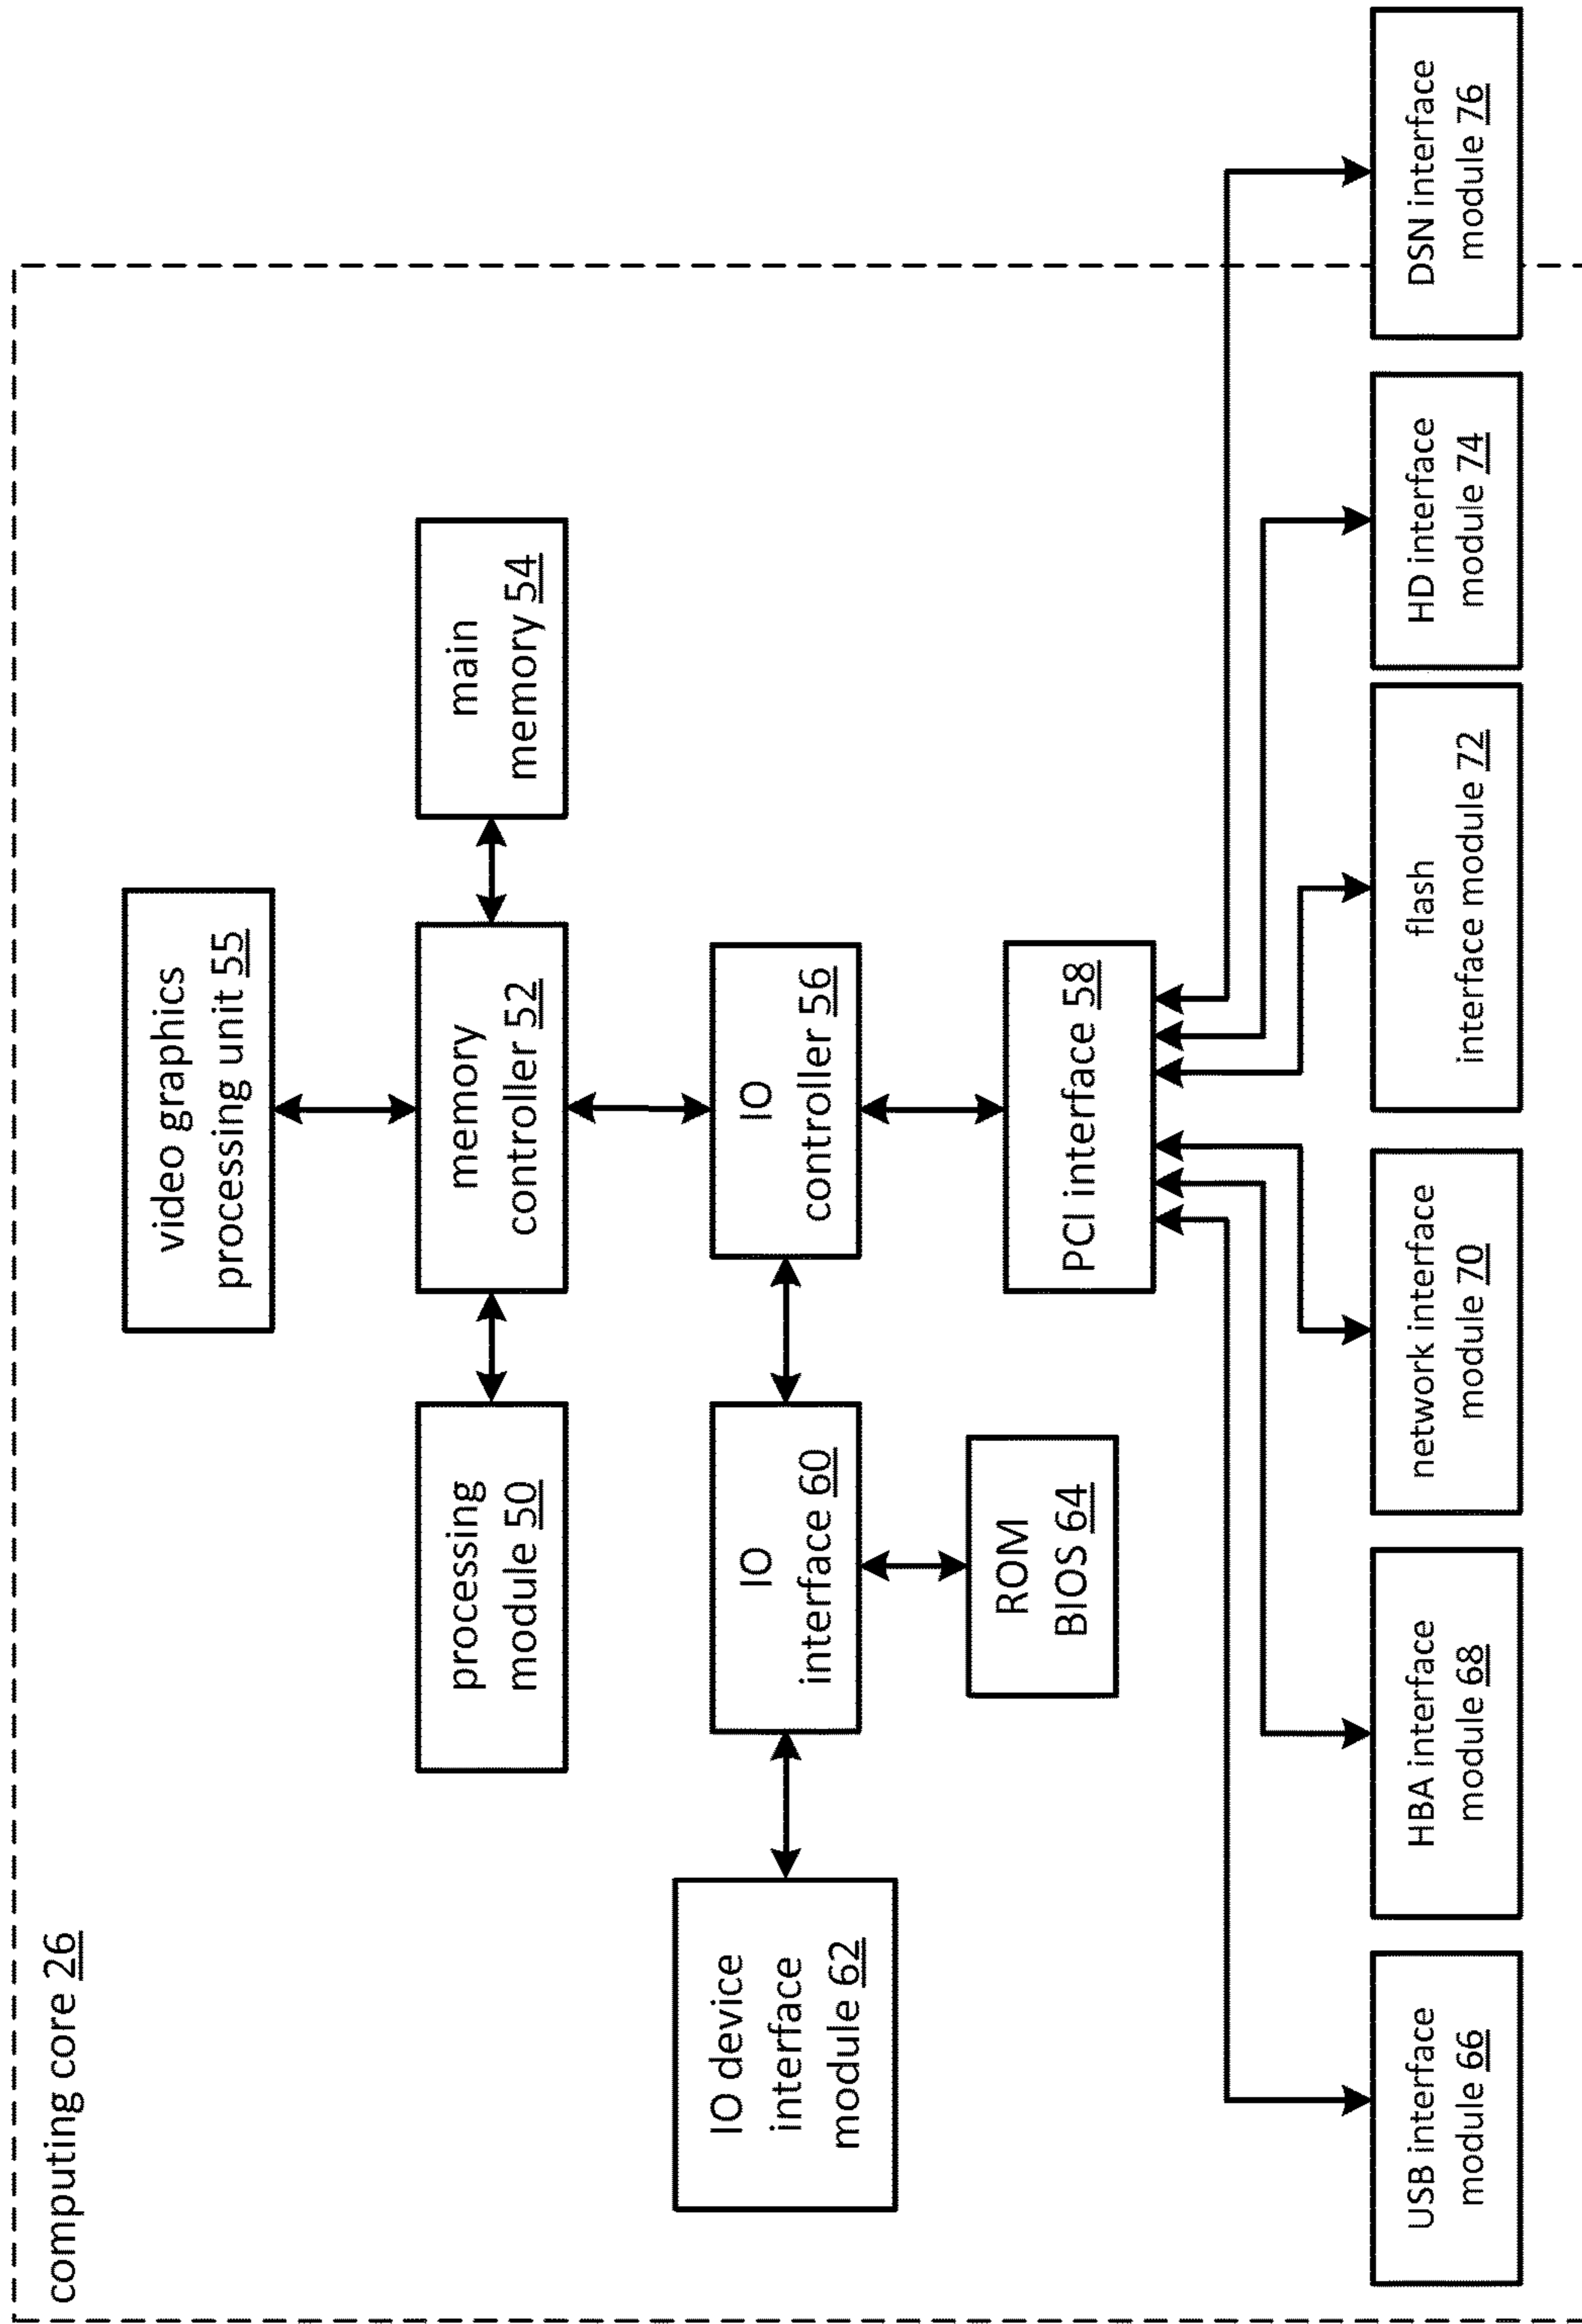 computing core 26
video graphics
processing unit 55
processing
module 50
memory
controller 52
main
memory 54
IO device
interface
module 62
IO
interface 60
IO
controller 56
ROM
BIOS 64
PCI interface 58
USB interface
module 66
HBA interface
module 68
network interface
module 70
flash
interface module 72
HD interface
module 74
DSN interface
module 76